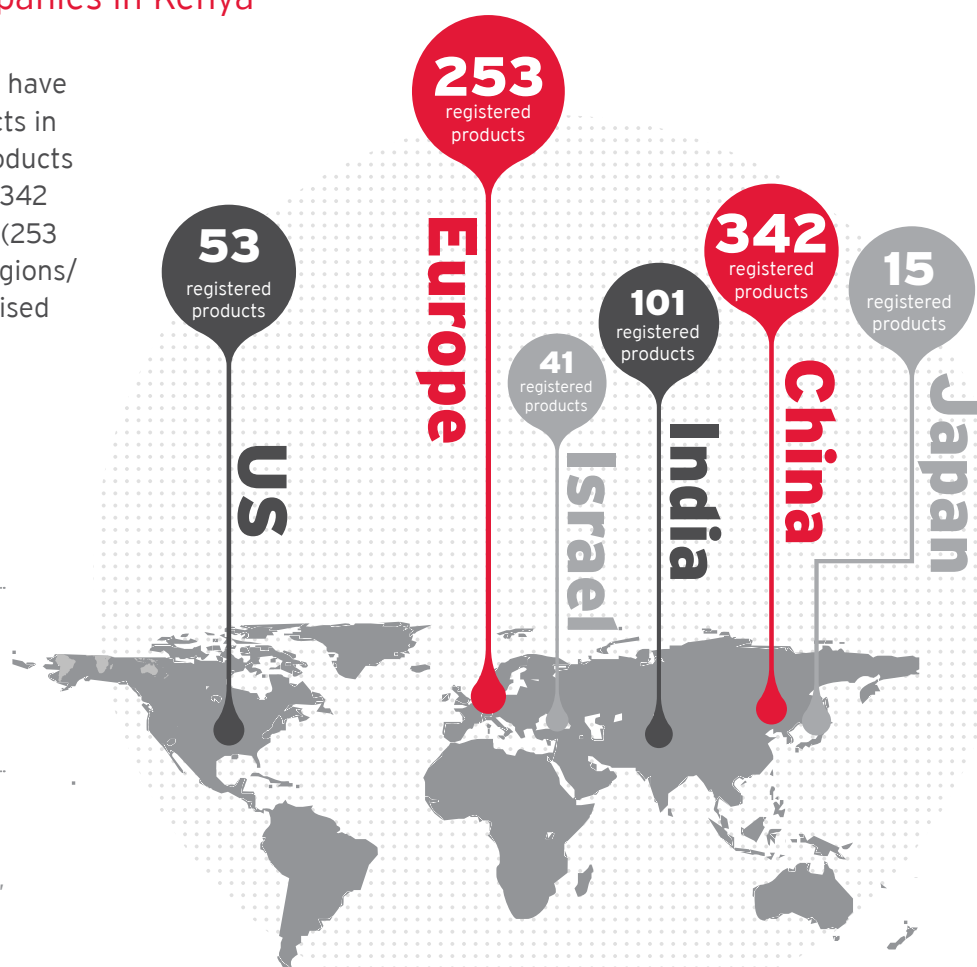 panies in Kenya
have
cts in
oducts
342
(253
gions/
ised
253
registered
products
53
registered
products
Europe
342
registered
products
15
registered
products
101
registered
products
41
registered
products
US
Israel
India
China
Japan